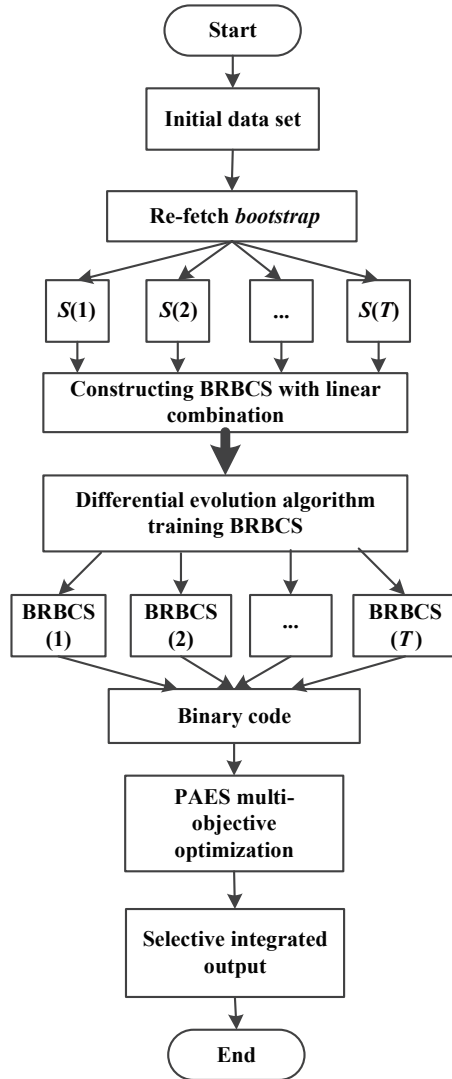 Start
Initial data set
Re-fetch bootstrap
S(1) S(2) ... S(T)
Constructing BRBCS with linear
combination
Differential evolution algorithm
training BRBCS
BRBCS BRBCS ... BRBCS
(1) (2) (T)
Binary code
PAES multi-
objective
optimization
Selective integrated
output
End